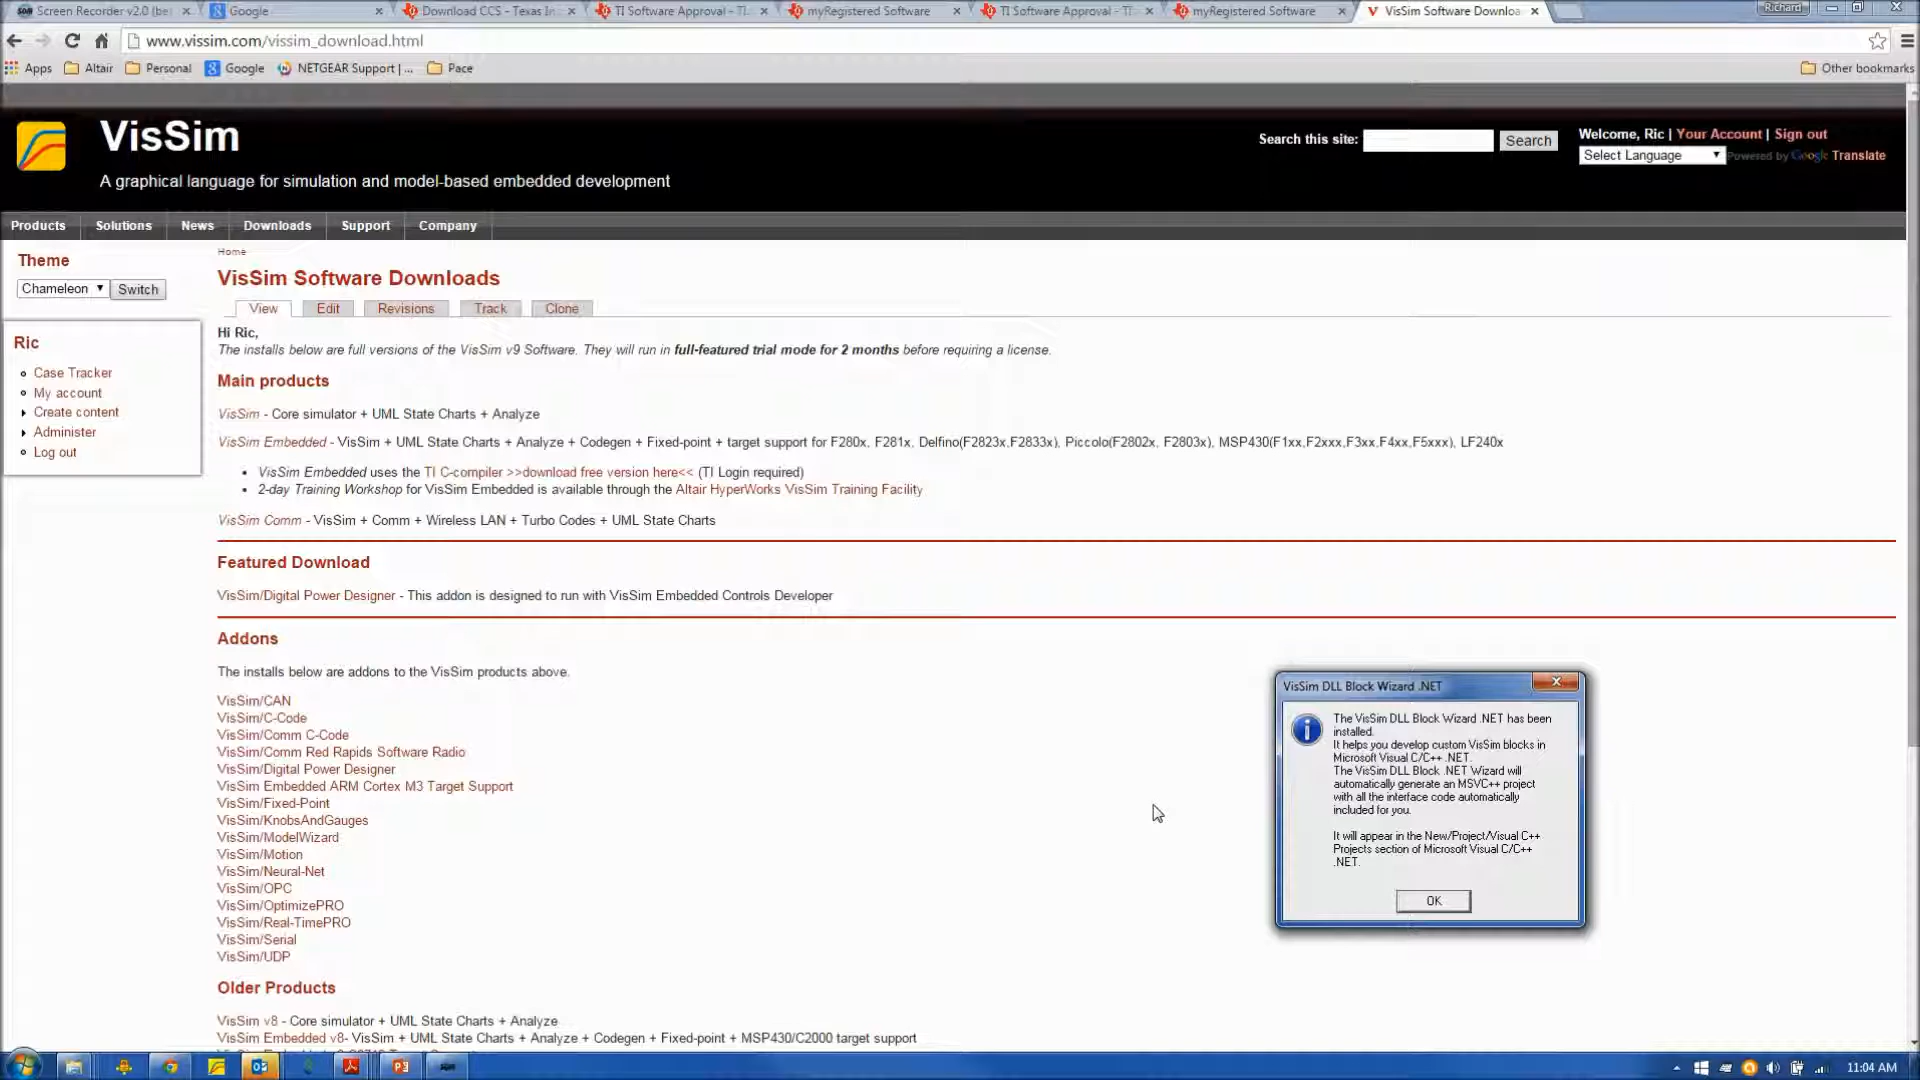 Screen Recorder v2.0 (be
Google
Download CCS - Texas In
TI Software Approval - TI
myRegistered Software
TI Software Approval - TI
myRegistered Software
VisSim Software Downloa
Richard
www.vissim.com/vissim_download.html
Apps
Altair
Personal
Google
NETGEAR Support | ...
Pace
Other bookmarks
VisSim
A graphical language for simulation and model-based embedded development
Search this site:
Search
Welcome, Ric | Your Account | Sign out
Select Language
Powered by Google Translate
Products
Solutions
News
Downloads
Support
Company
Theme
Chameleon
Switch
Ric
Case Tracker
My account
Create content
Administer
Log out
Home
VisSim Software Downloads
View
Edit
Revisions
Track
Clone
Hi Ric,
The installs below are full versions of the VisSim v9 Software. They will run in full-featured trial mode for 2 months before requiring a license.
Main products
VisSim - Core simulator + UML State Charts + Analyze
VisSim Embedded - VisSim + UML State Charts + Analyze + Codegen + Fixed-point + target support for F280x, F281x, Delfino(F2823x,F2833x), Piccolo(F2802x, F2803x), MSP430(F1xx,F2xxx,F3xx,F4xx,F5xxx), LF240x
• VisSim Embedded uses the TI C-compiler >>download free version here<< (TI Login required)
• 2-day Training Workshop for VisSim Embedded is available through the Altair HyperWorks VisSim Training Facility
VisSim Comm - VisSim + Comm + Wireless LAN + Turbo Codes + UML State Charts
Featured Download
VisSim/Digital Power Designer - This addon is designed to run with VisSim Embedded Controls Developer
Addons
The installs below are addons to the VisSim products above.
VisSim/CAN
VisSim/C-Code
VisSim/Comm C-Code
VisSim/Comm Red Rapids Software Radio
VisSim/Digital Power Designer
VisSim Embedded ARM Cortex M3 Target Support
VisSim/Fixed-Point
VisSim/KnobsAndGauges
VisSim/ModelWizard
VisSim/Motion
VisSim/Neural-Net
VisSim/OPC
VisSim/OptimizePRO
VisSim/Real-TimePRO
VisSim/Serial
VisSim/UDP
Older Products
VisSim v8 - Core simulator + UML State Charts + Analyze
VisSim Embedded v8- VisSim + UML State Charts + Analyze + Codegen + Fixed-point + MSP430/C2000 target support
VisSim DLL Block Wizard .NET
The VisSim DLL Block Wizard .NET has been
installed.
It helps you develop custom VisSim blocks in
Microsoft Visual C/C++ .NET.
The VisSim DLL Block .NET Wizard will
automatically generate an MSVC++ project
with all the interface code automatically
included for you.
It will appear in the New/Project/Visual C++
Projects section of Microsoft Visual C/C++
.NET.
OK
11:04 AM